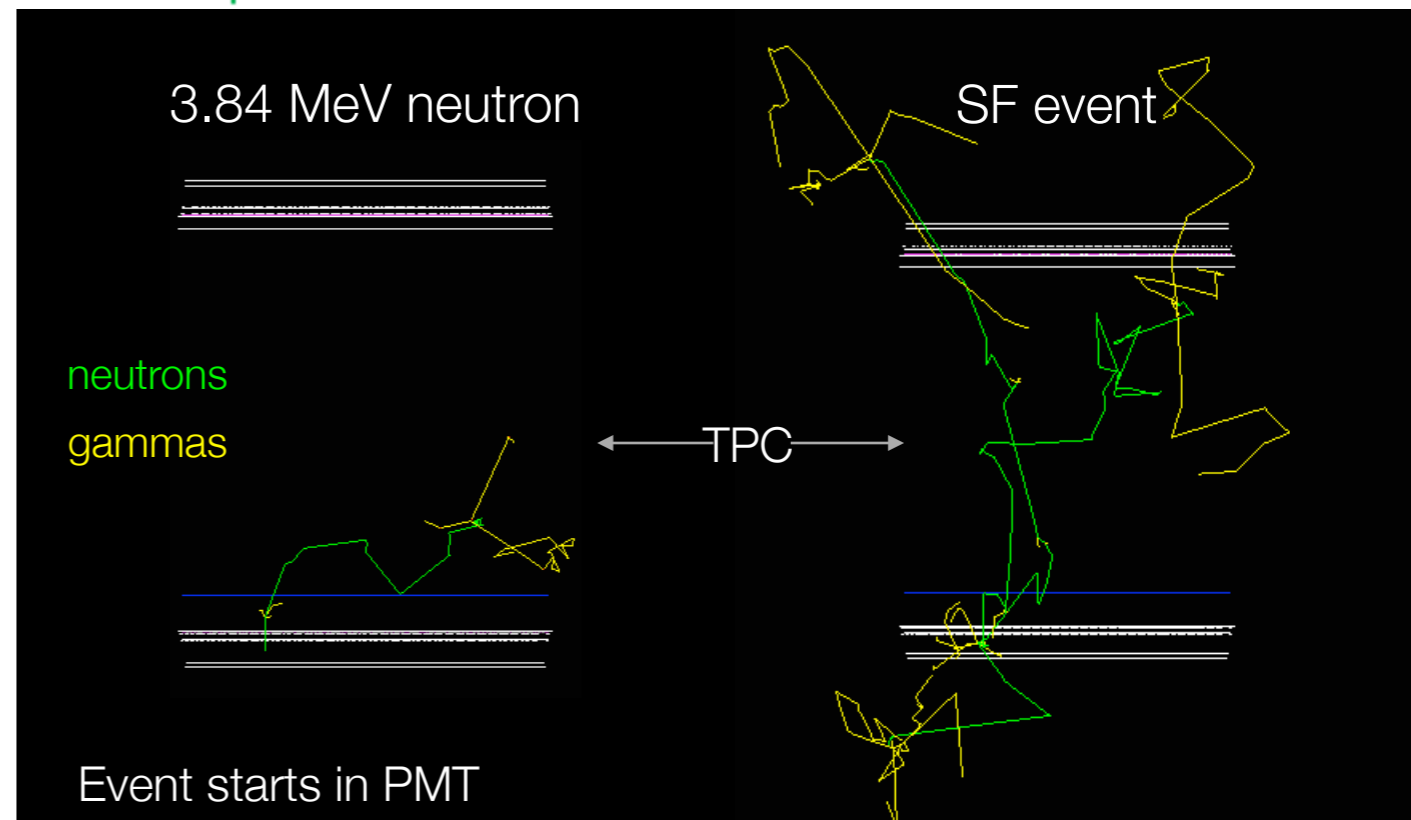 3.84 MeV neutron
SF event
neutrons
gammas
TPC
Event starts in PMT